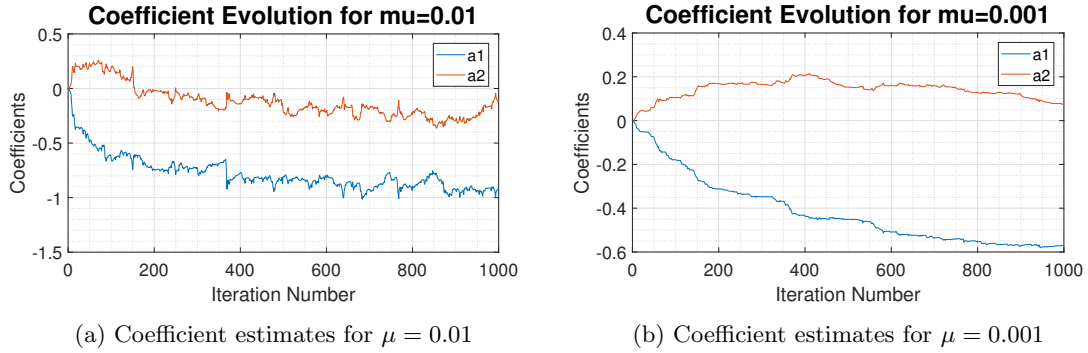 Coefficient Evolution for mu=0.01
0.5
0
-0.5
-1
-1.5
Coefficients
a1
a2
0 200 400 600 800 1000
Iteration Number
(a) Coefficient estimates for μ = 0.01
Coefficient Evolution for mu=0.001
0.4
0.2
0
-0.2
-0.4
-0.6
Coefficients
a1
a2
0 200 400 600 800 1000
Iteration Number
(b) Coefficient estimates for μ = 0.001